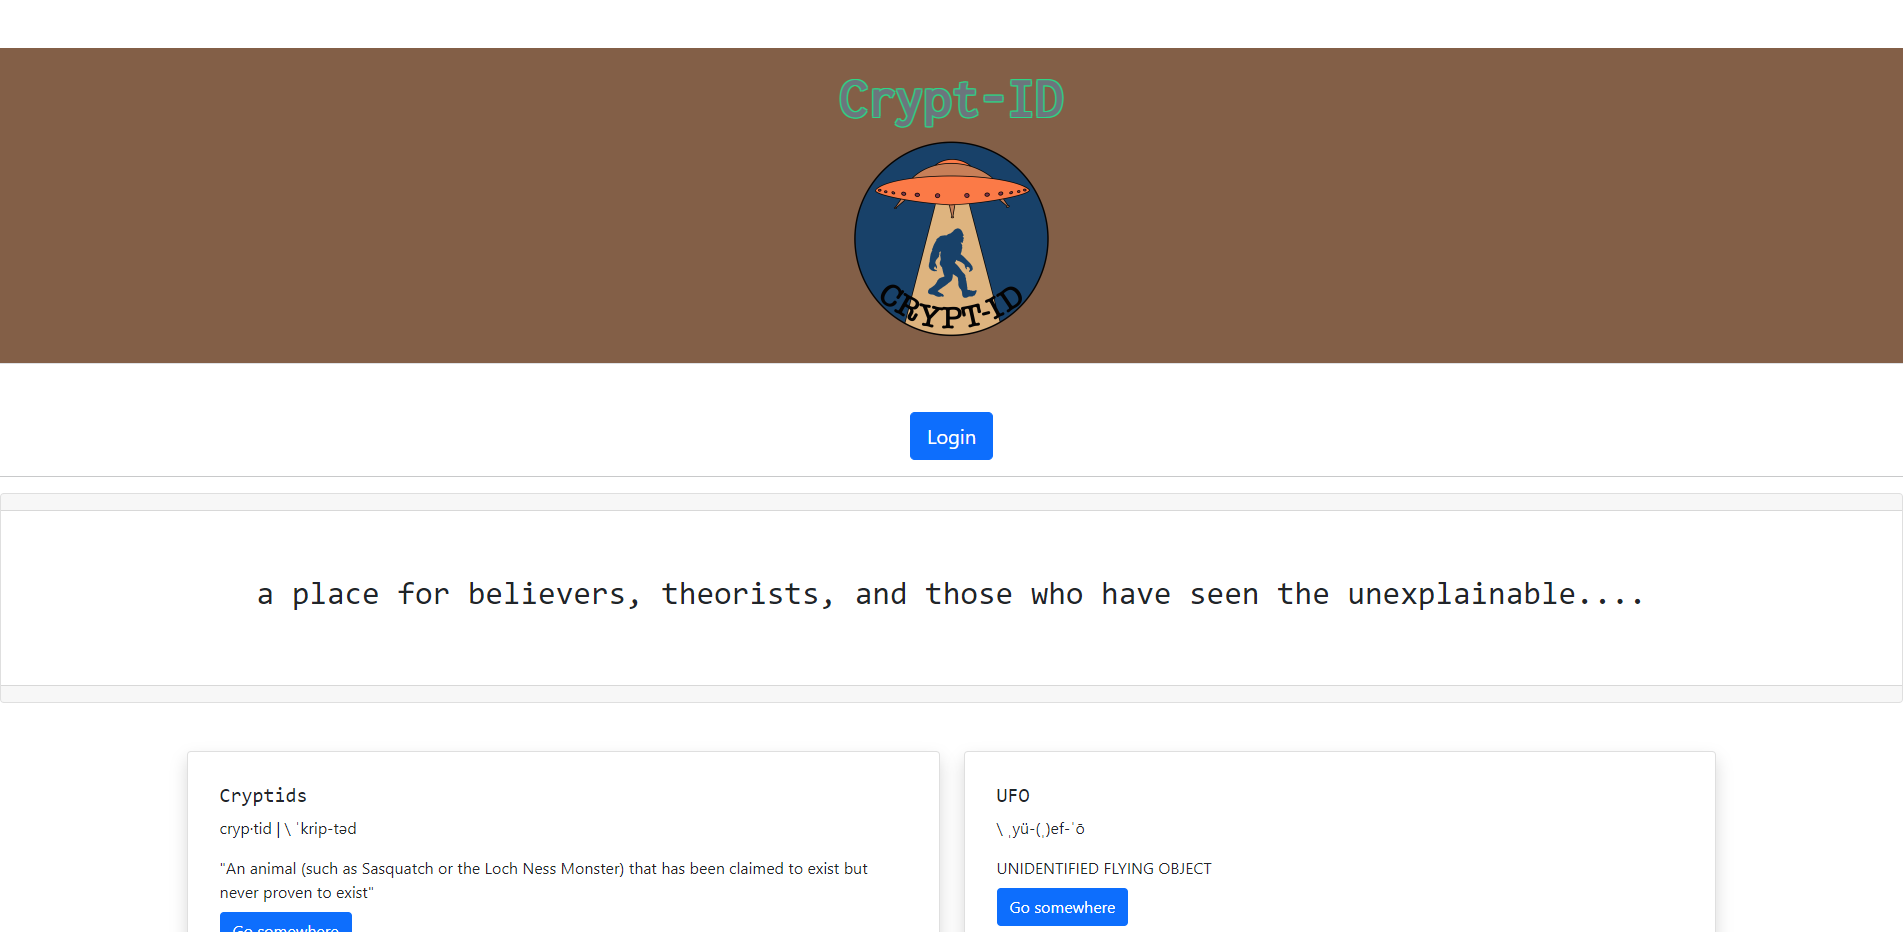 Crypt-ID
CRYPT-ID
Login
a place for believers, theorists, and those who have seen the unexplainable....
Cryptids
cryp·tid | \ ˈkrip-təd
"An animal (such as Sasquatch or the Loch Ness Monster) that has been claimed to exist but
never proven to exist"
Go somewhere
UFO
\ ˌyü-(ˌ)ef-ˈō
UNIDENTIFIED FLYING OBJECT
Go somewhere